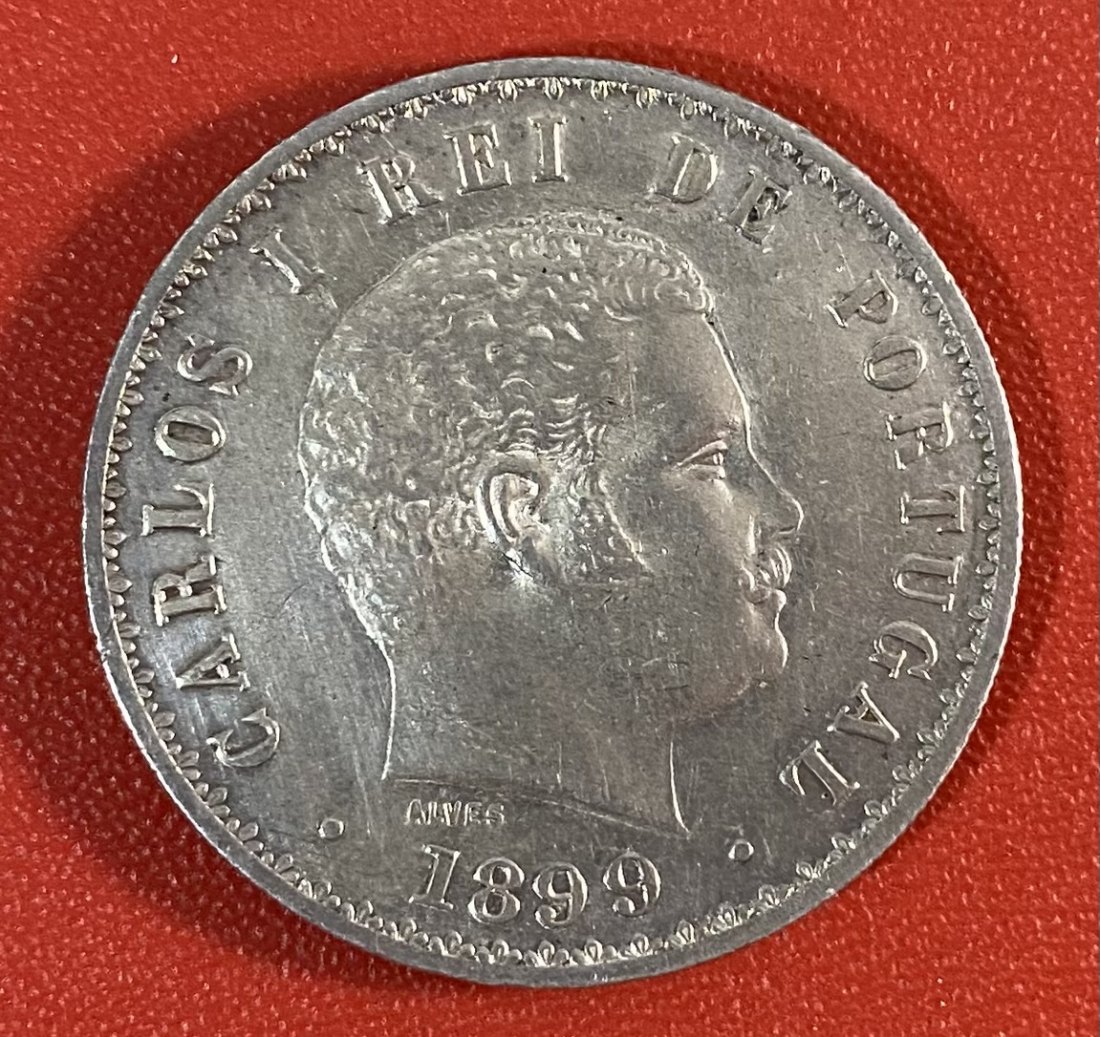 CARLOS I REI DE PORTUGAL
ALVES
1899